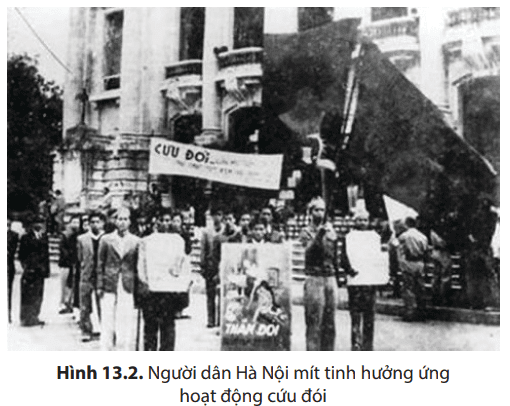 CỨU ĐÓI
THẦN ĐÓI
Hình 13.2. Người dân Hà Nội mít tinh hưởng ứng
hoạt động cứu đói